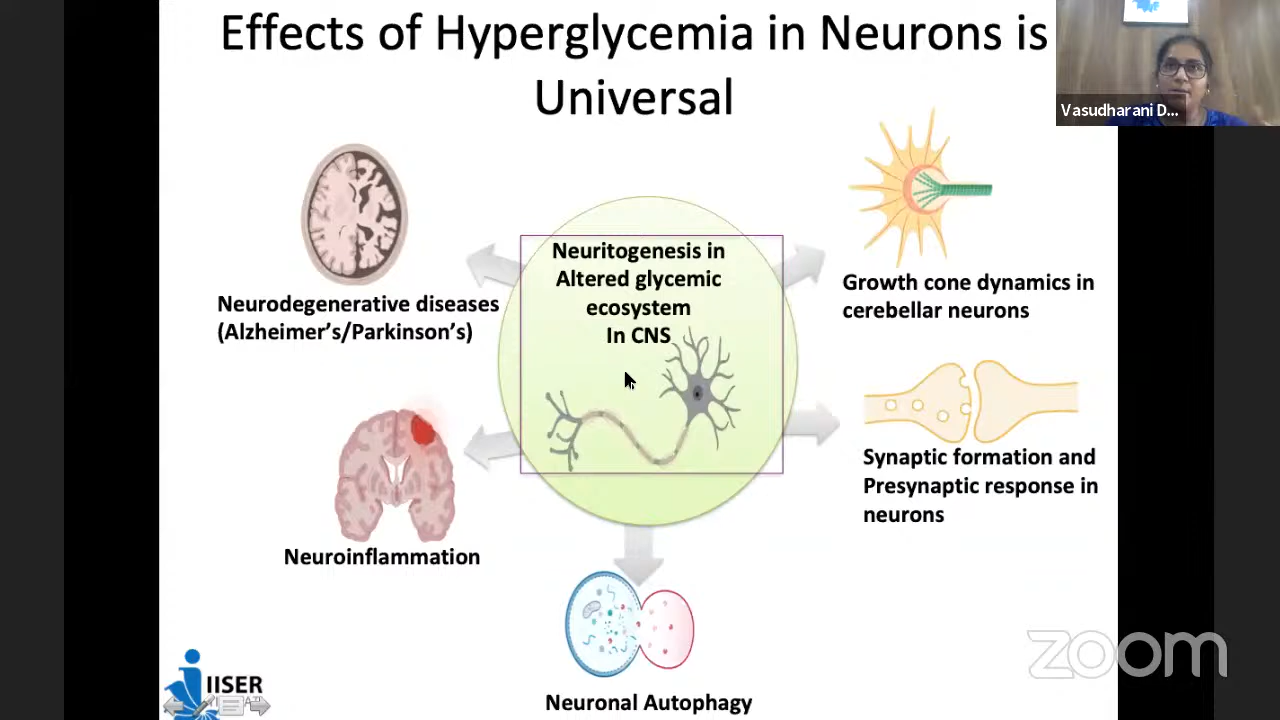 Effects of Hyperglycemia in Neurons is
Universal
Vasudharani D...
Neuritogenesis in
Altered glycemic
ecosystem
In CNS
Neurodegenerative diseases
(Alzheimer’s/Parkinson’s)
Growth cone dynamics in
cerebellar neurons
Synaptic formation and
Presynaptic response in
neurons
Neuroinflammation
Neuronal Autophagy
IISER
zoom